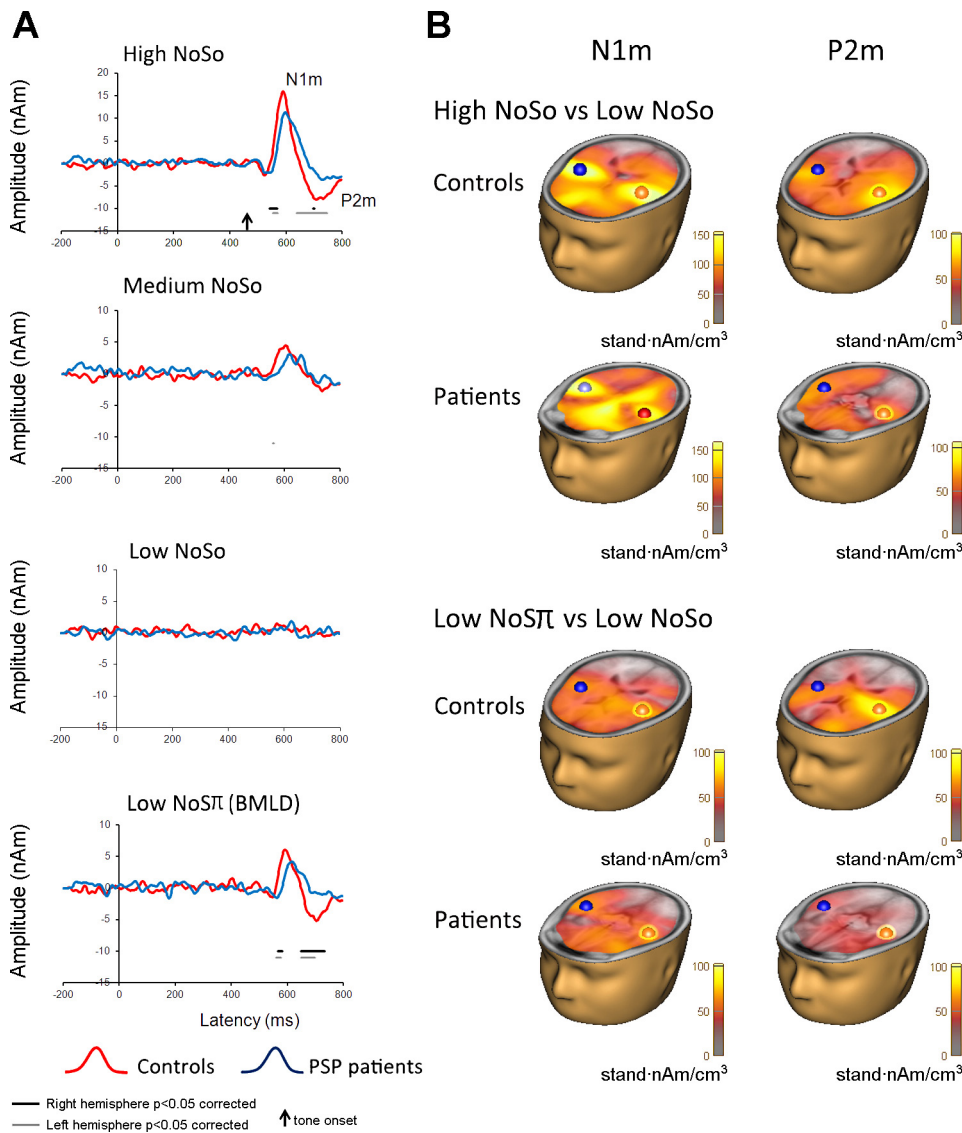 A
High NoSo
Amplitude (nAm)
20
15
10
5
0
-5
-10
-15
-200 0 200 400 600 800
N1m
P2m
Medium NoSo
Amplitude (nAm)
10
5
0
-5
-10
-15
-200 0 200 400 600 800
Low NoSo
Amplitude (nAm)
10
5
0
-5
-10
-15
-200 0 200 400 600 800
Low NoSπ (BMLD)
Amplitude (nAm)
10
5
0
-5
-10
-15
-200 0 200 400 600 800
Latency (ms)
Controls PSP patients
Right hemisphere p<0.05 corrected
Left hemisphere p<0.05 corrected
tone onset
B
N1m P2m
High NoSo vs Low NoSo
Controls
150
100
50
0
stand·nAm/cm³
100
50
0
stand·nAm/cm³
Patients
150
100
50
0
stand·nAm/cm³
100
50
0
stand·nAm/cm³
Low NoSπ vs Low NoSo
Controls
100
50
0
stand·nAm/cm³
100
50
0
stand·nAm/cm³
Patients
100
50
0
stand·nAm/cm³
100
50
0
stand·nAm/cm³